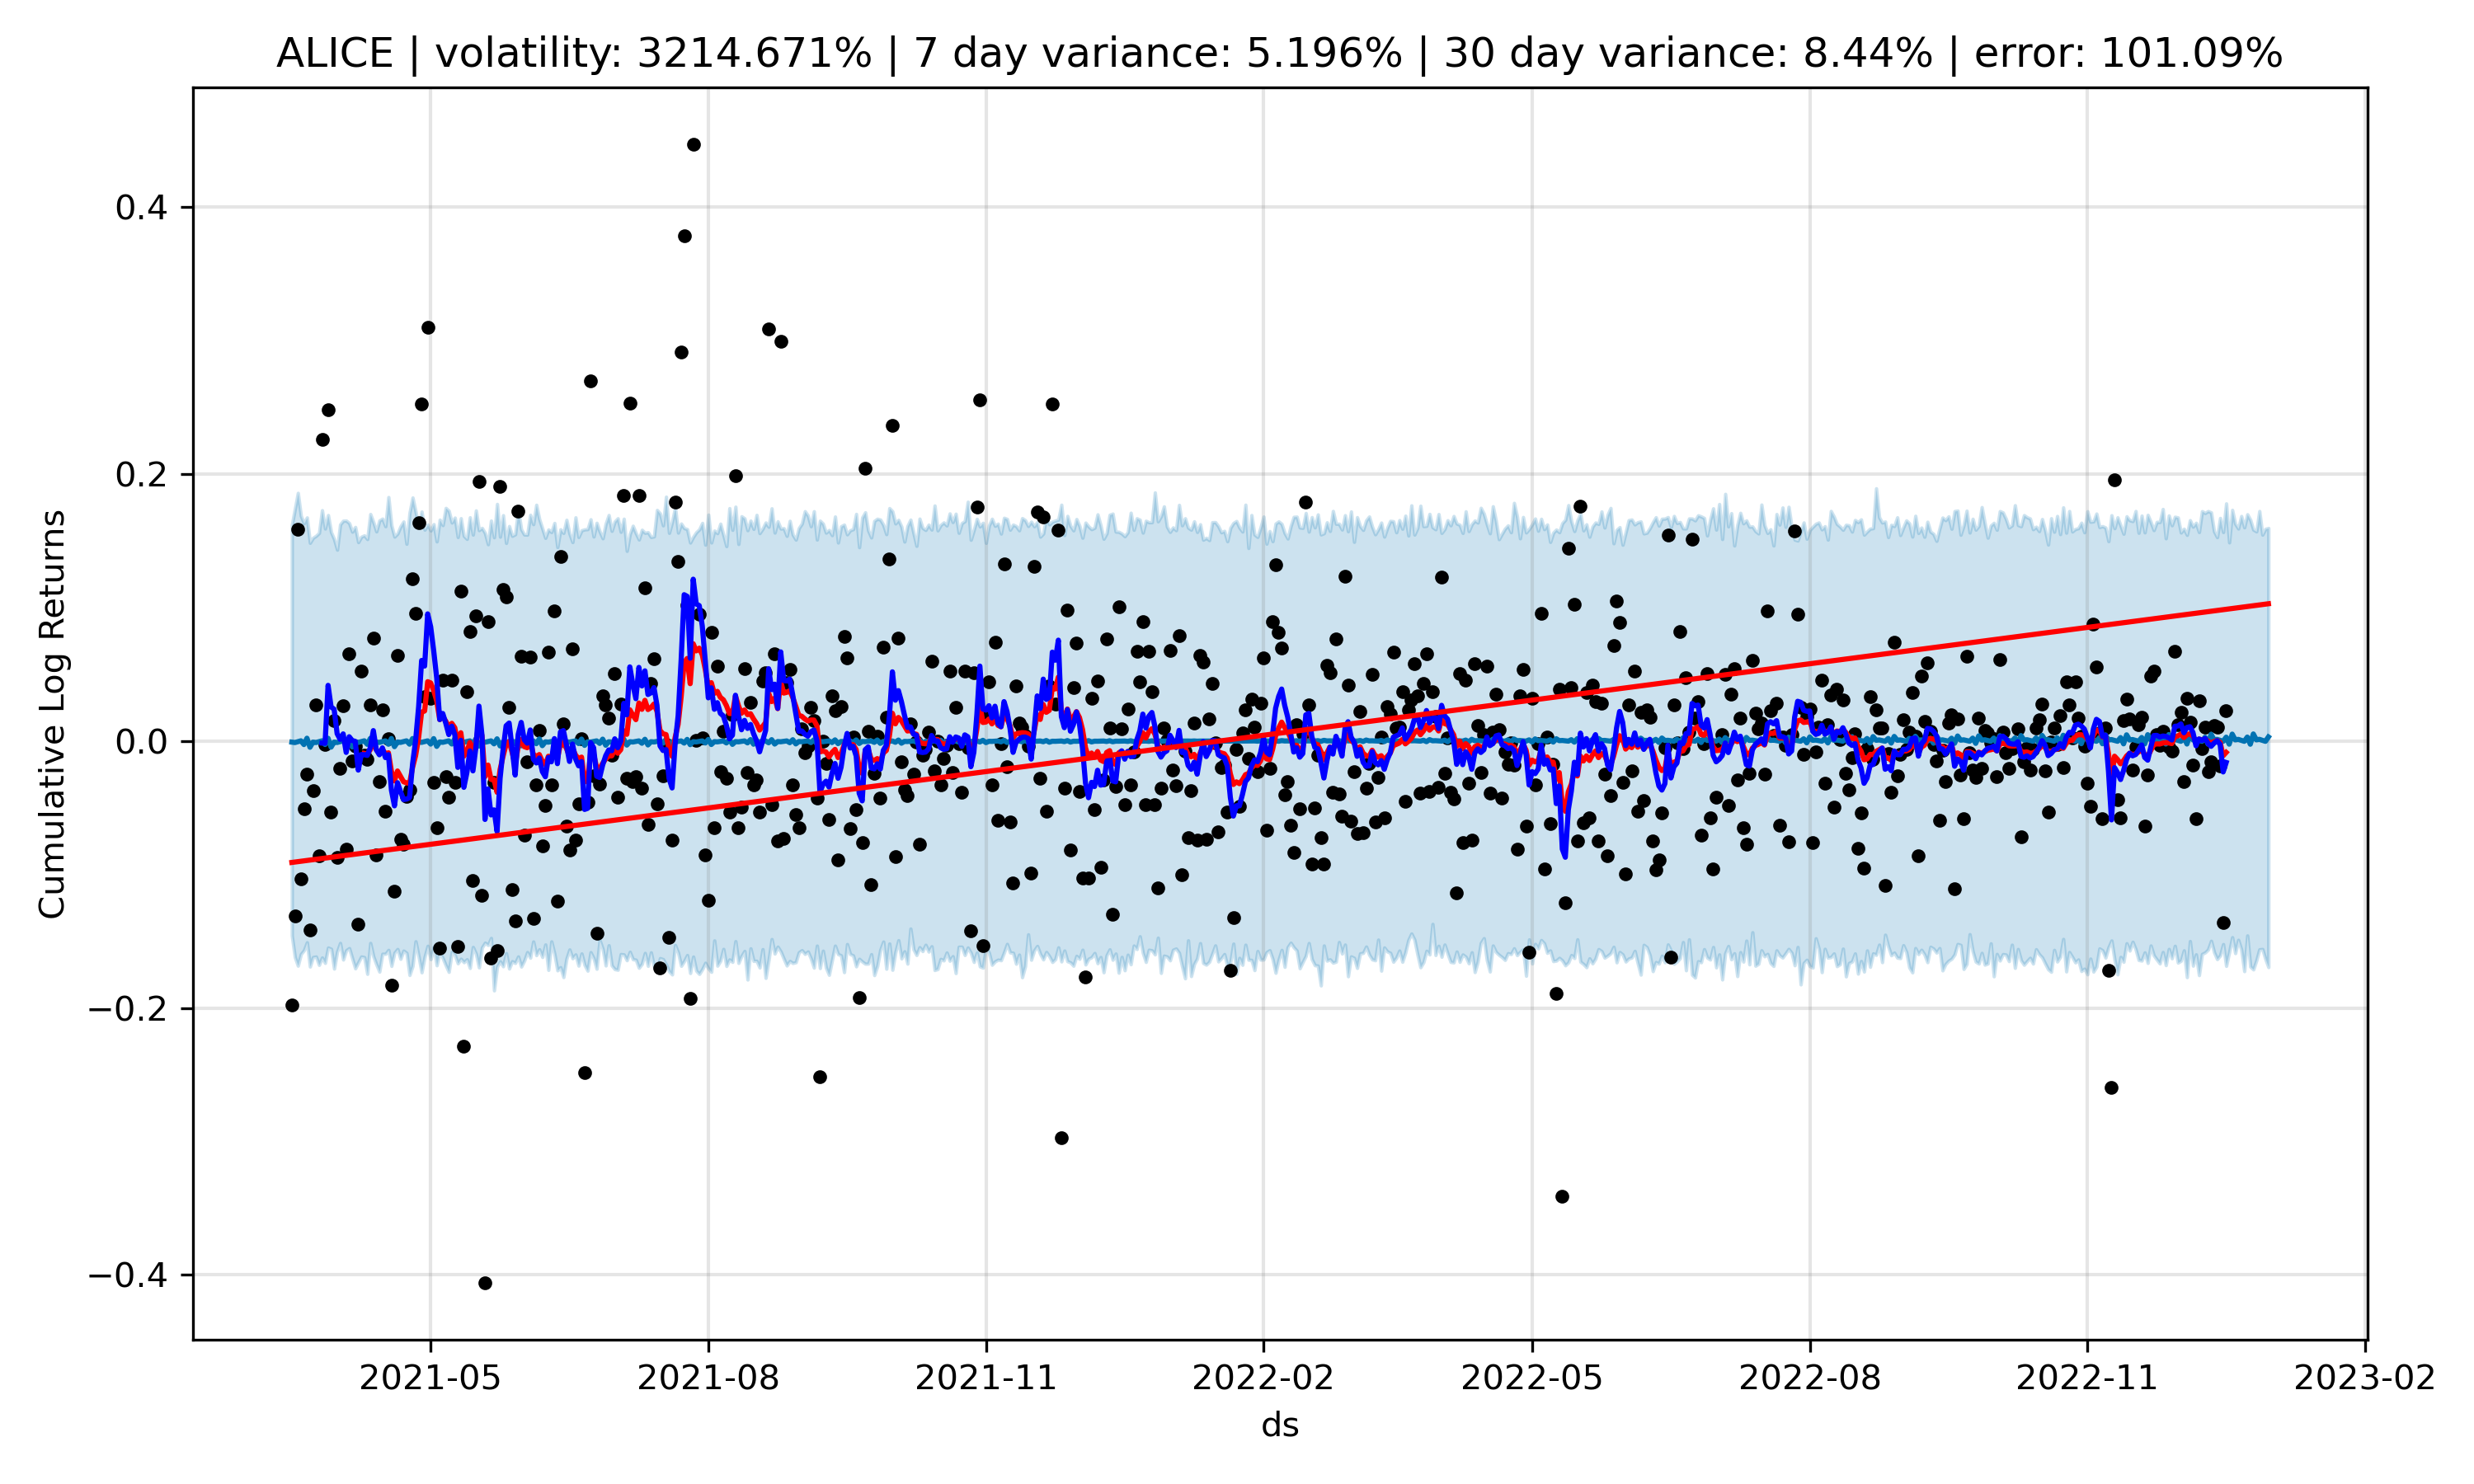 ALICE | volatility: 3214.671% | 7 day variance: 5.196% | 30 day variance: 8.44% | error: 101.09%
Cumulative Log Returns
0.4
0.2
0.0
−0.2
−0.4
2021-05 2021-08 2021-11 2022-02 2022-05 2022-08 2022-11 2023-02
ds